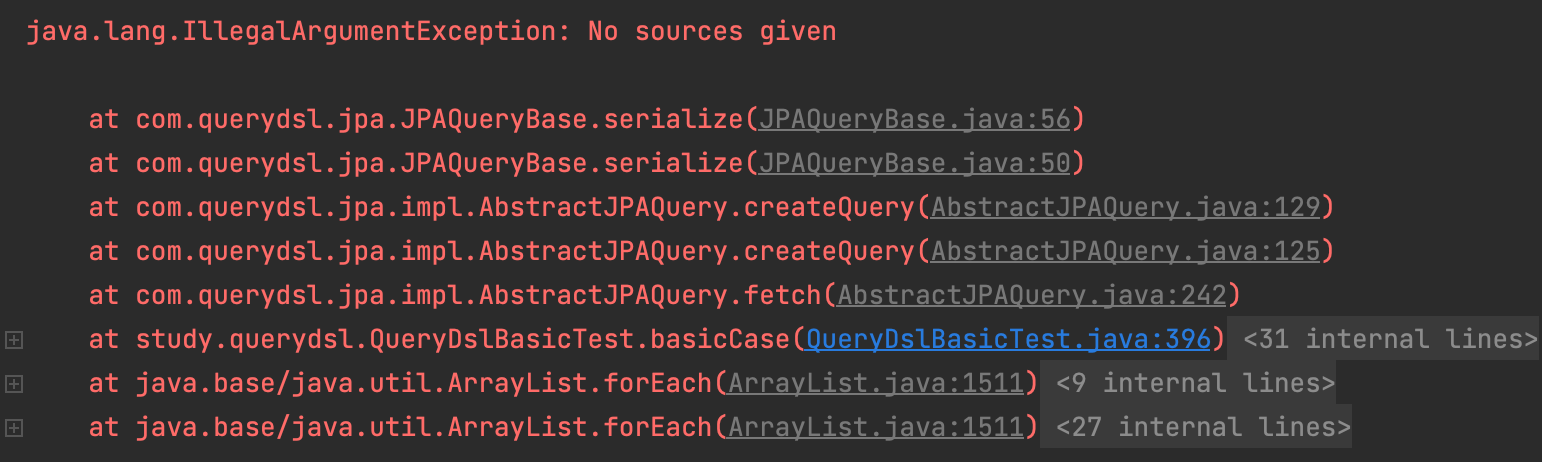 java.lang.IllegalArgumentException: No sources given
at com.querydsl.jpa.JPAQueryBase.serialize(JPAQueryBase.java:56)
at com.querydsl.jpa.JPAQueryBase.serialize(JPAQueryBase.java:50)
at com.querydsl.jpa.impl.AbstractJPAQuery.createQuery(AbstractJPAQuery.java:129)
at com.querydsl.jpa.impl.AbstractJPAQuery.createQuery(AbstractJPAQuery.java:125)
at com.querydsl.jpa.impl.AbstractJPAQuery.fetch(AbstractJPAQuery.java:242)
at study.querydsl.QueryDslBasicTest.basicCase(QueryDslBasicTest.java:396) <31 internal lines>
at java.base/java.util.ArrayList.forEach(ArrayList.java:1511) <9 internal lines>
at java.base/java.util.ArrayList.forEach(ArrayList.java:1511) <27 internal lines>